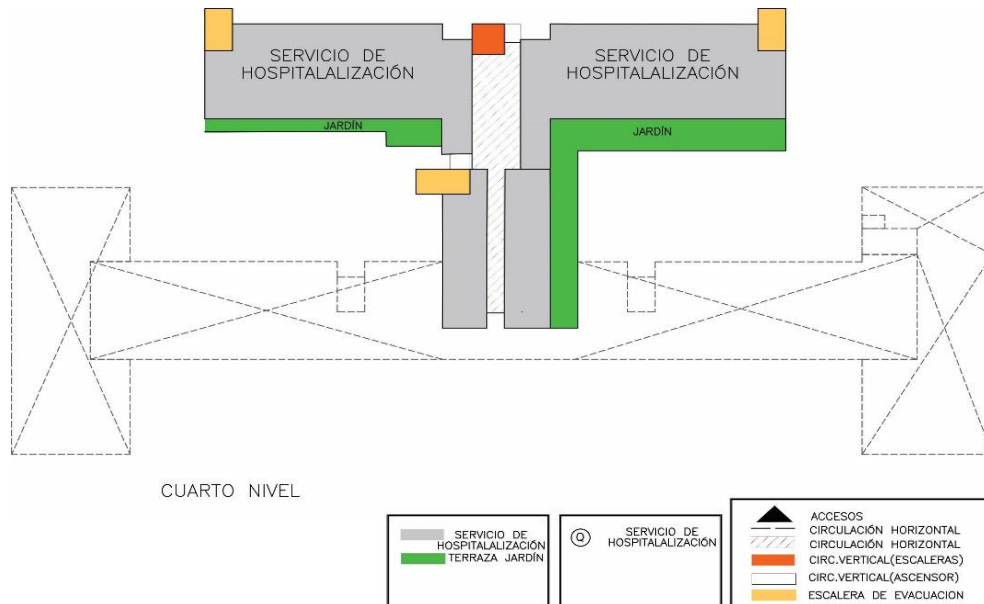 SERVICIO DE
HOSPITALALIZACIÓN
SERVICIO DE
HOSPITALALIZACIÓN
JARDÍN
JARDÍN
CUARTO NIVEL
SERVICIO DE
HOSPITALALIZACIÓN
TERRAZA JARDÍN
Q
SERVICIO DE
HOSPITALALIZACIÓN
ACCESOS
CIRCULACIÓN HORIZONTAL
CIRCULACIÓN HORIZONTAL
CIRC.VERTICAL(ESCALERAS)
CIRC.VERTICAL(ASCENSOR)
ESCALERA DE EVACUACION